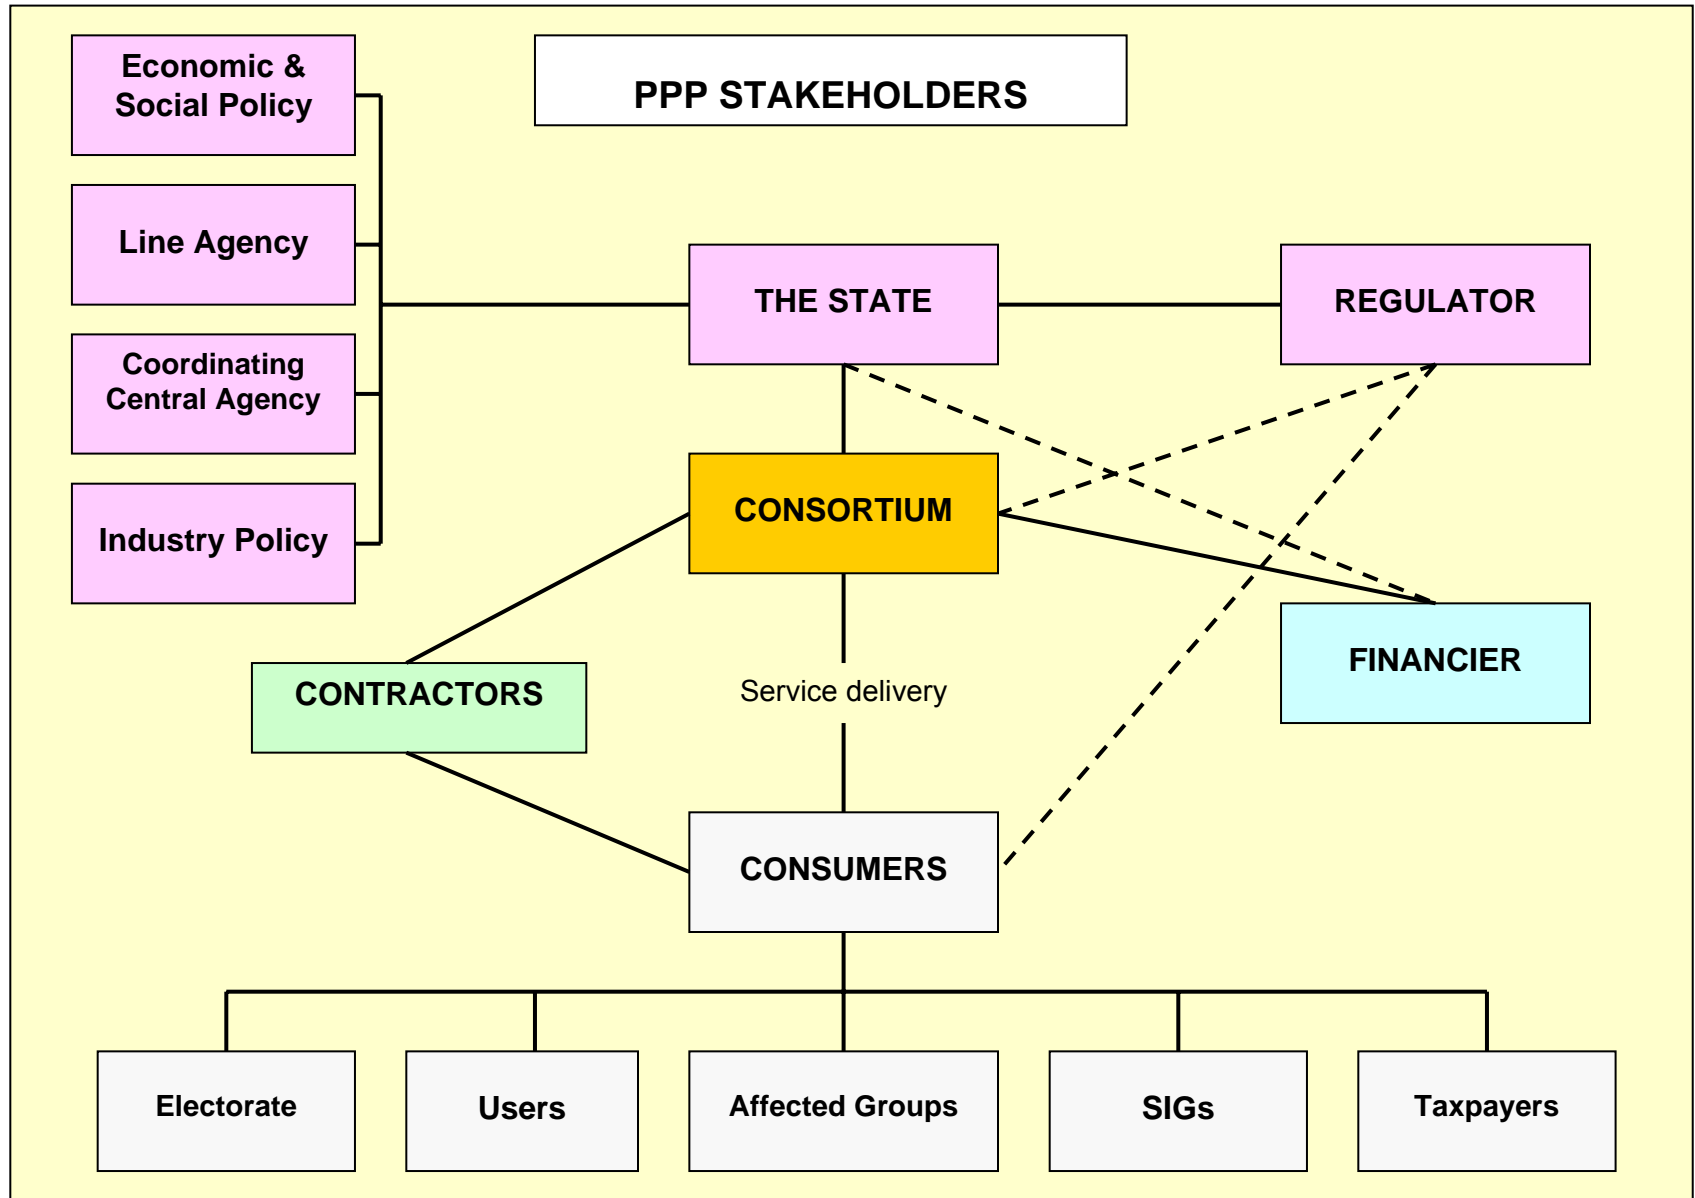 Economic &
Social Policy
PPP STAKEHOLDERS
Line Agency
THE STATE
REGULATOR
Coordinating
Central Agency
CONSORTIUM
Industry Policy
FINANCIER
CONTRACTORS
Service delivery
CONSUMERS
Electorate
Users
Affected Groups
SIGs
Taxpayers